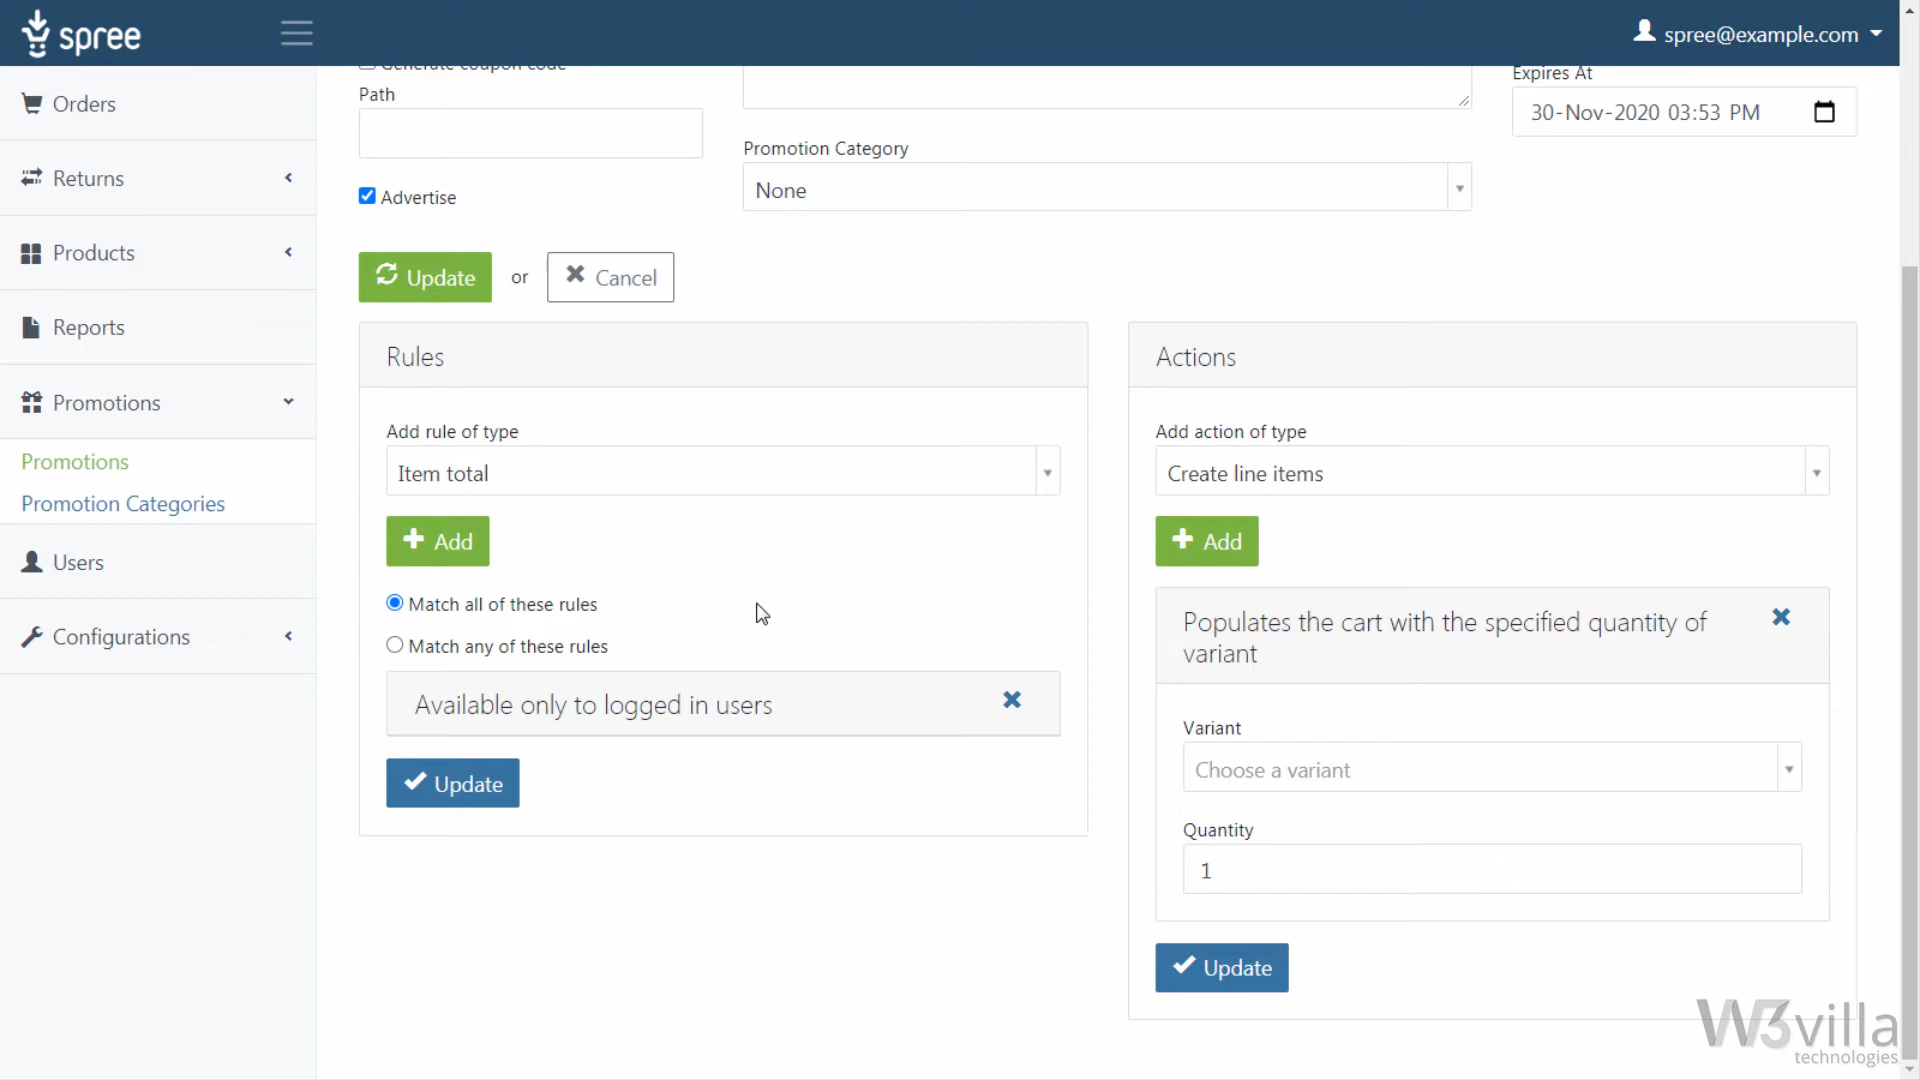 spree
spree@example.com
Generate coupon code
Expires At
Path
30-Nov-2020 03:53 PM
Orders
Promotion Category
Returns
None
Advertise
Products
Update or Cancel
Reports
Rules
Actions
Promotions
Add rule of type
Add action of type
Promotions
Item total
Create line items
Promotion Categories
Add
Add
Users
Match all of these rules
Populates the cart with the specified quantity of
variant
Configurations
Match any of these rules
Available only to logged in users
Variant
Choose a variant
Update
Quantity
1
Update
W3villa
technologies